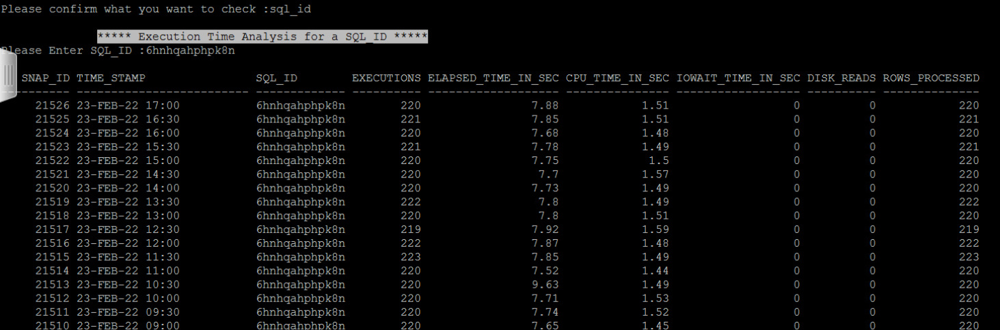 Please confirm what you want to check :sql_id
***** Execution Time Analysis for a SQL_ID *****
Please Enter SQL_ID :6hnhqahphpk8n
SNAP_ID TIME_STAMP SQL_ID EXECUTIONS ELAPSED_TIME_IN_SEC CPU_TIME_IN_SEC IOWAIT_TIME_IN_SEC DISK_READS ROWS_PROCESSED
---------- ------------------------- ------------- ---------- ------------------- --------------- ------------------ ---------- --------------
21526 23-FEB-22 17:00 6hnhqahphpk8n 220 7.88 1.51 0 0 220
21525 23-FEB-22 16:30 6hnhqahphpk8n 221 7.85 1.51 0 0 221
21524 23-FEB-22 16:00 6hnhqahphpk8n 220 7.68 1.48 0 0 220
21523 23-FEB-22 15:30 6hnhqahphpk8n 221 7.78 1.49 0 0 221
21522 23-FEB-22 15:00 6hnhqahphpk8n 220 7.75 1.5 0 0 220
21521 23-FEB-22 14:30 6hnhqahphpk8n 220 7.7 1.57 0 0 220
21520 23-FEB-22 14:00 6hnhqahphpk8n 220 7.73 1.49 0 0 220
21519 23-FEB-22 13:30 6hnhqahphpk8n 222 7.8 1.49 0 0 222
21518 23-FEB-22 13:00 6hnhqahphpk8n 220 7.8 1.51 0 0 220
21517 23-FEB-22 12:30 6hnhqahphpk8n 219 7.92 1.59 0 0 219
21516 23-FEB-22 12:00 6hnhqahphpk8n 222 7.87 1.48 0 0 222
21515 23-FEB-22 11:30 6hnhqahphpk8n 223 7.85 1.49 0 0 223
21514 23-FEB-22 11:00 6hnhqahphpk8n 220 7.52 1.44 0 0 220
21513 23-FEB-22 10:30 6hnhqahphpk8n 220 9.63 1.49 0 0 220
21512 23-FEB-22 10:00 6hnhqahphpk8n 220 7.71 1.53 0 0 220
21511 23-FEB-22 09:30 6hnhqahphpk8n 220 7.74 1.52 0 0 220
21510 23-FEB-22 09:00 6hnhqahphpk8n 220 7.65 1.45 0 0 220